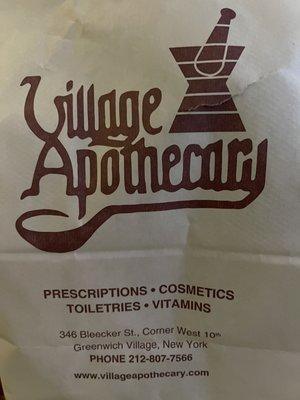 Village
Apothecary
PRESCRIPTIONS • COSMETICS
TOILETRIES • VITAMINS
346 Bleecker St., Corner West 10th
Greenwich Village, New York
PHONE 212-807-7566
www.villageapothecary.com